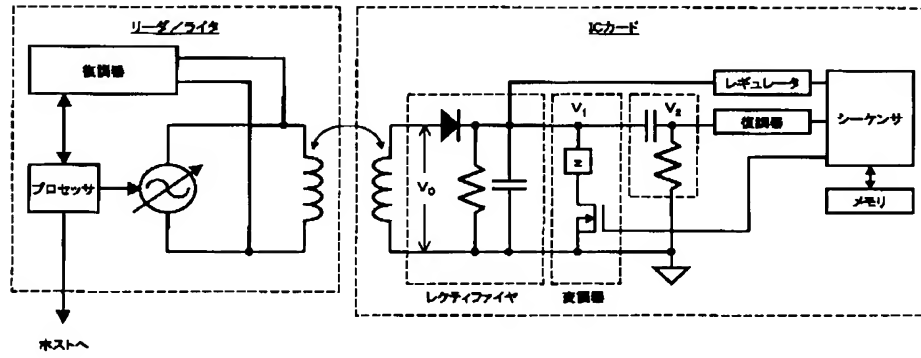 リーダ/ライタ
ICカード
復調器
プロセッサ
ホストへ
V₀
レクティファイヤ
V₁
Z
変調器
V₂
レギュレータ
復調器
シーケンサ
メモリ